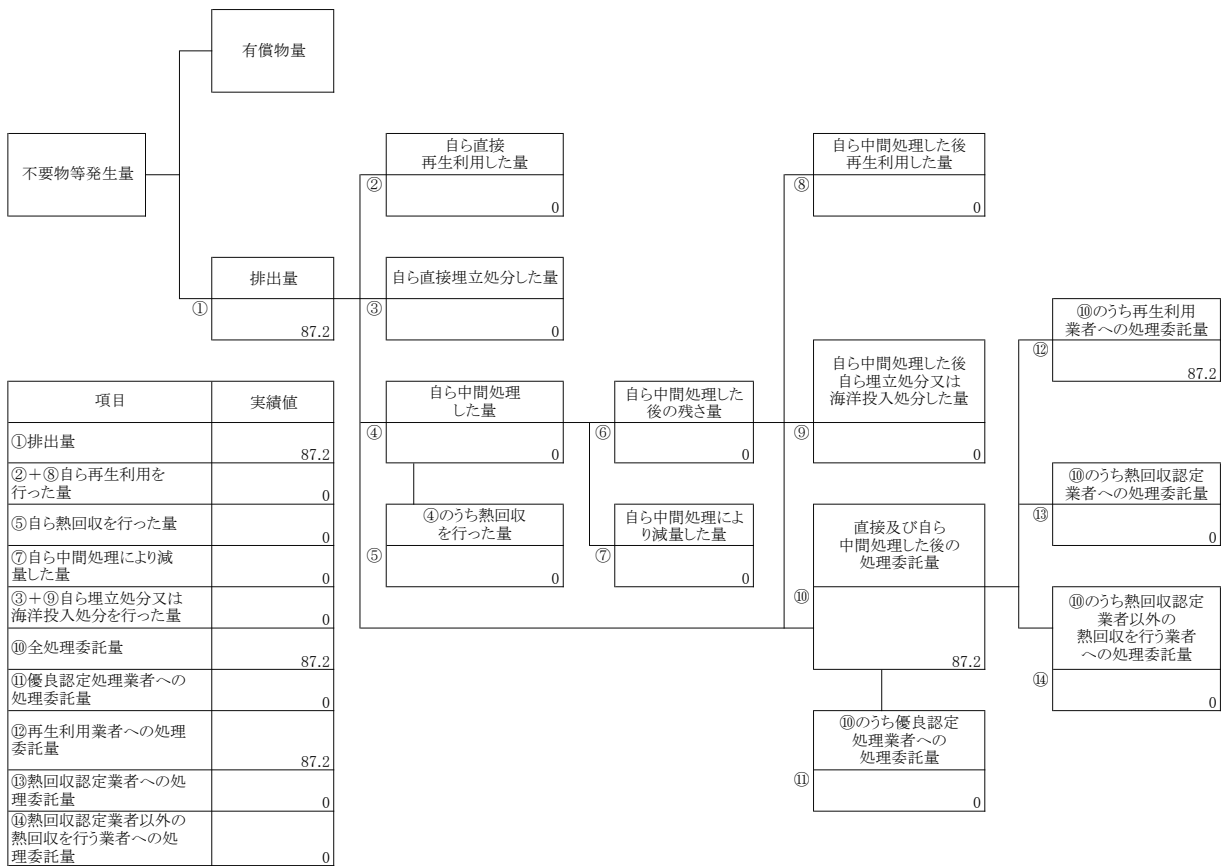 有償物量
不要物等発生量
排出量
①
87.2
自ら直接
再生利用した量
②
0
自ら直接埋立処分した量
③
0
自ら中間処理
した量
④
0
④のうち熱回収
を行った量
⑤
0
自ら中間処理した
後の残さ量
⑥
0
自ら中間処理によ
り減量した量
⑦
0
自ら中間処理した後
再生利用した量
⑧
0
自ら中間処理した後
自ら埋立処分又は
海洋投入処分した量
⑨
0
直接及び自ら
中間処理した後の
処理委託量
⑩
87.2
⑩のうち優良認定
処理業者への
処理委託量
⑪
0
⑩のうち再生利用
業者への処理委託量
⑫
87.2
⑩のうち熱回収認定
業者への処理委託量
⑬
0
⑩のうち熱回収認定
業者以外の
熱回収を行う業者
への処理委託量
⑭
0
項目 実績値
①排出量
87.2
②+⑧自ら再生利用を
行った量
0
⑤自ら熱回収を行った量
0
⑦自ら中間処理により減
量した量
0
③+⑨自ら埋立処分又は
海洋投入処分を行った量
0
⑩全処理委託量
87.2
⑪優良認定処理業者への
処理委託量
0
⑫再生利用業者への処理
委託量
87.2
⑬熱回収認定業者への処
理委託量
0
⑭熱回収認定業者以外の
熱回収を行う業者への処
理委託量
0